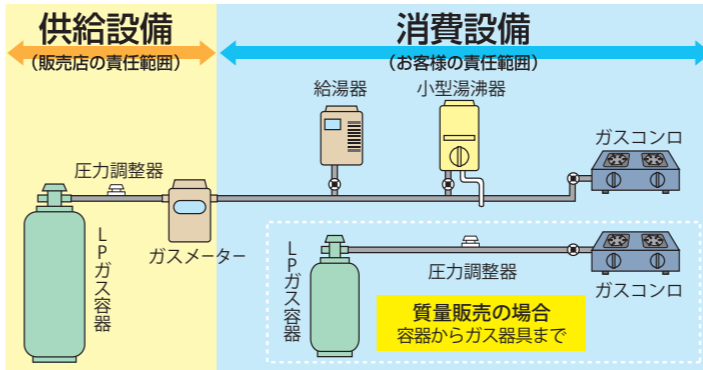 供給設備
(販売店の責任範囲)
消費設備
(お客様の責任範囲)
給湯器
小型湯沸器
ガスコンロ
圧力調整器
ガスメーター
LPガス容器
LPガス容器
圧力調整器
ガスコンロ
質量販売の場合
容器からガス器具まで